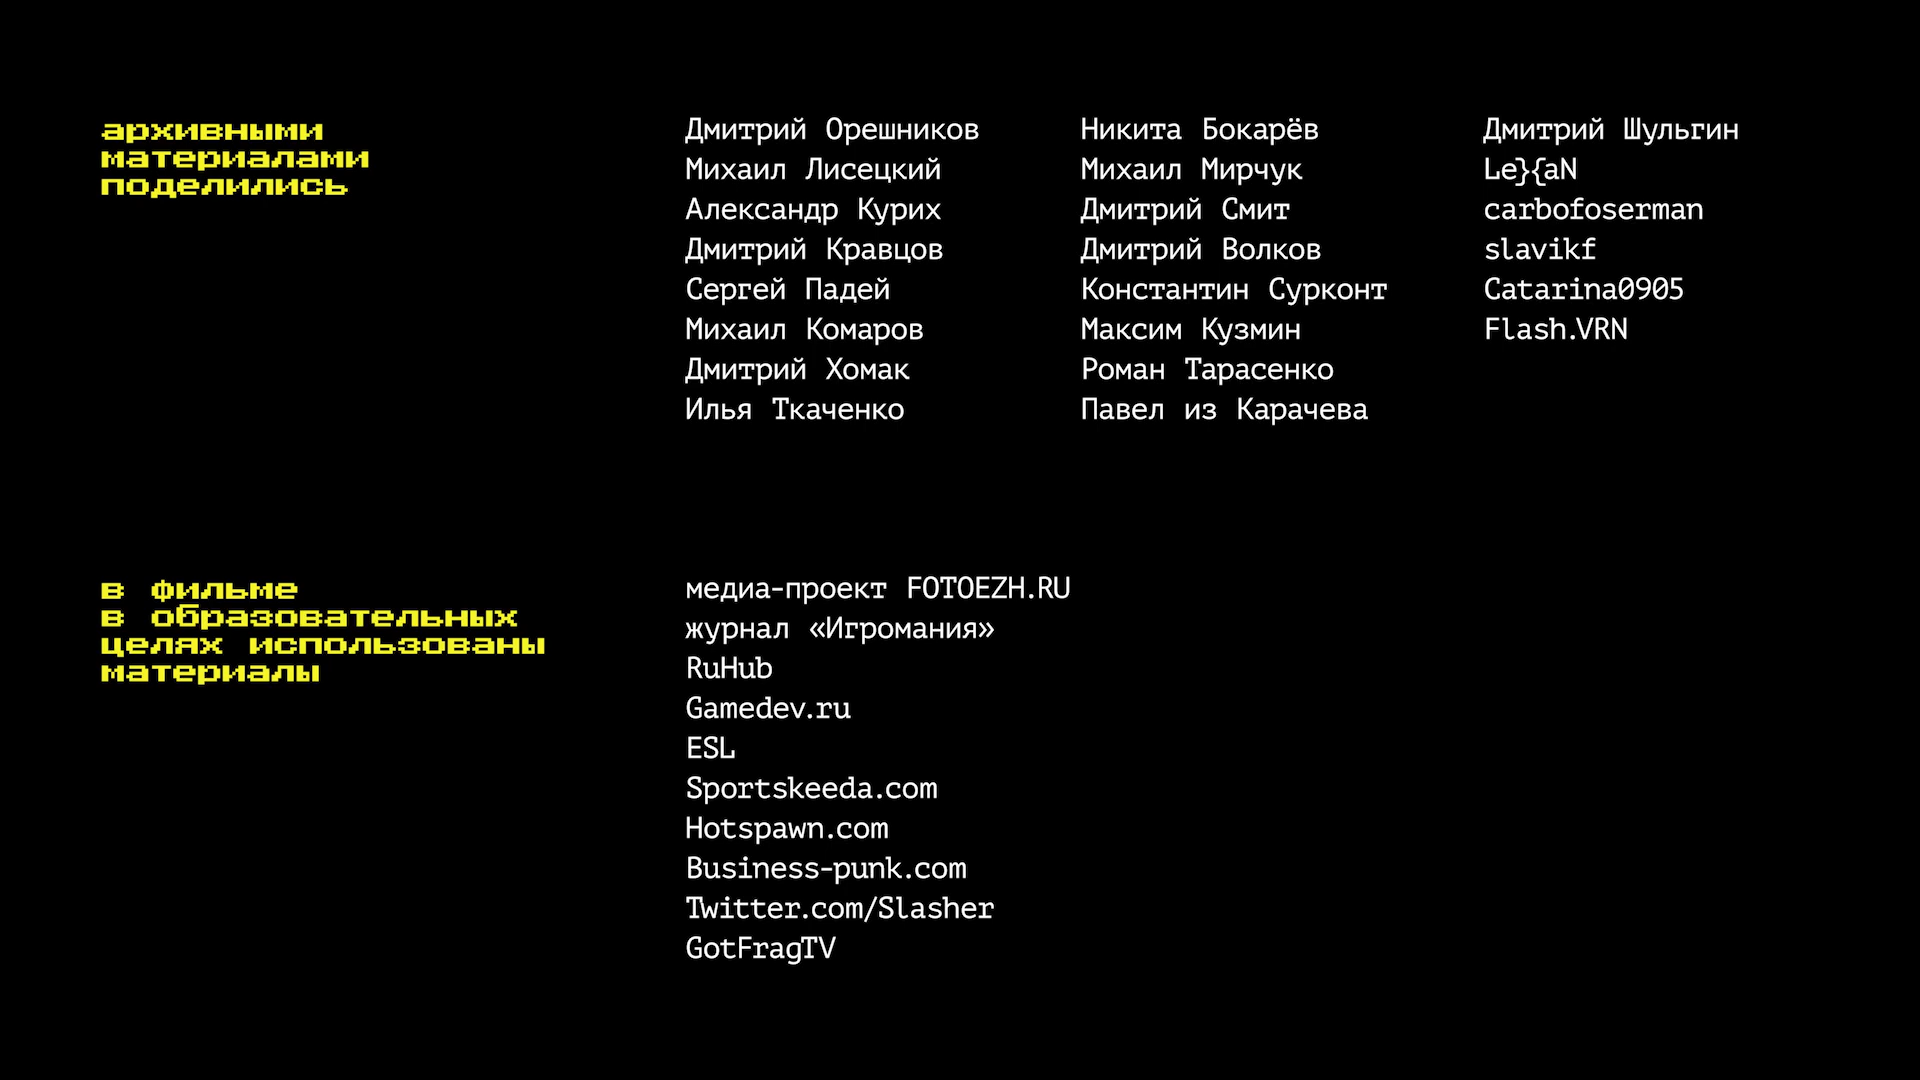 архивными
материалами
поделились
Дмитрий Орешников
Михаил Лисецкий
Александр Курих
Дмитрий Кравцов
Сергей Падей
Михаил Комаров
Дмитрий Хомак
Илья Ткаченко
Никита Бокарёв
Михаил Мирчук
Дмитрий Смит
Дмитрий Волков
Константин Сурконт
Максим Кузмин
Роман Тарасенко
Павел из Карачева
Дмитрий Шульгин
Le}{aN
carbofoserman
slavikf
Catarina0905
Flash.VRN
в фильме
в образовательных
целях использованы
материалы
медиа-проект FOTOEZH.RU
журнал «Игромания»
RuHub
Gamedev.ru
ESL
Sportskeeda.com
Hotspawn.com
Business-punk.com
Twitter.com/Slasher
GotFragTV